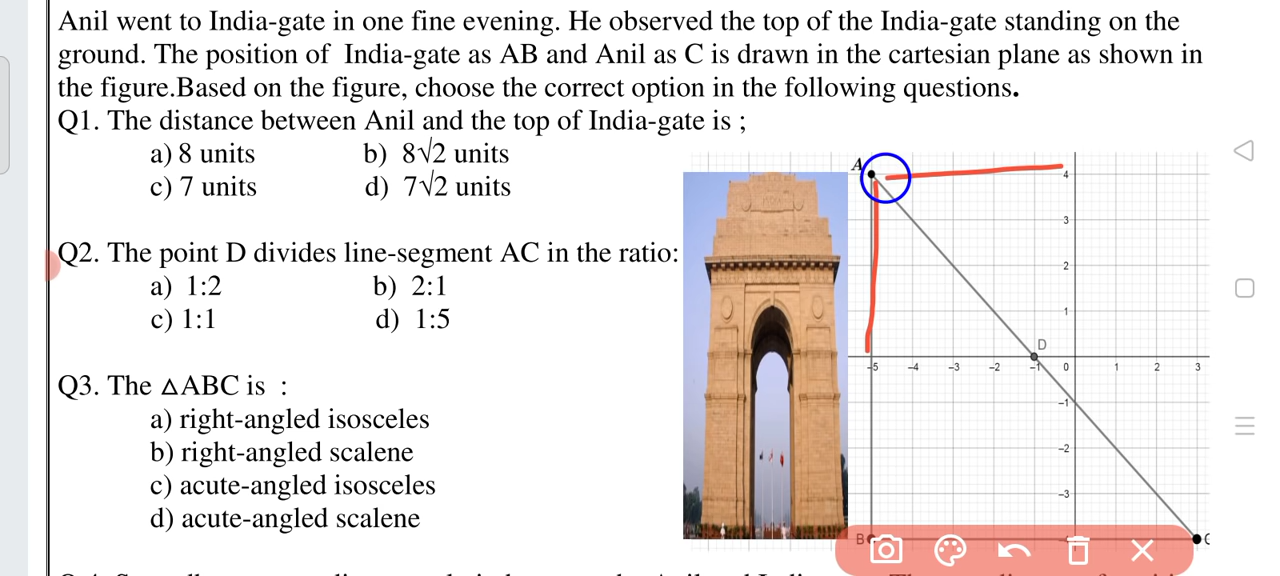 Anil went to India-gate in one fine evening. He observed the top of the India-gate standing on the
ground. The position of India-gate as AB and Anil as C is drawn in the cartesian plane as shown in
the figure.Based on the figure, choose the correct option in the following questions.
Q1. The distance between Anil and the top of India-gate is ;
a) 8 units b) 8√2 units
c) 7 units d) 7√2 units
Q2. The point D divides line-segment AC in the ratio:
a) 1:2 b) 2:1
c) 1:1 d) 1:5
Q3. The △ABC is :
a) right-angled isosceles
b) right-angled scalene
c) acute-angled isosceles
d) acute-angled scalene
A
4
3
2
1
D
-5 -4 -3 -2 -1 0 1 2 3
-1
-2
-3
B C